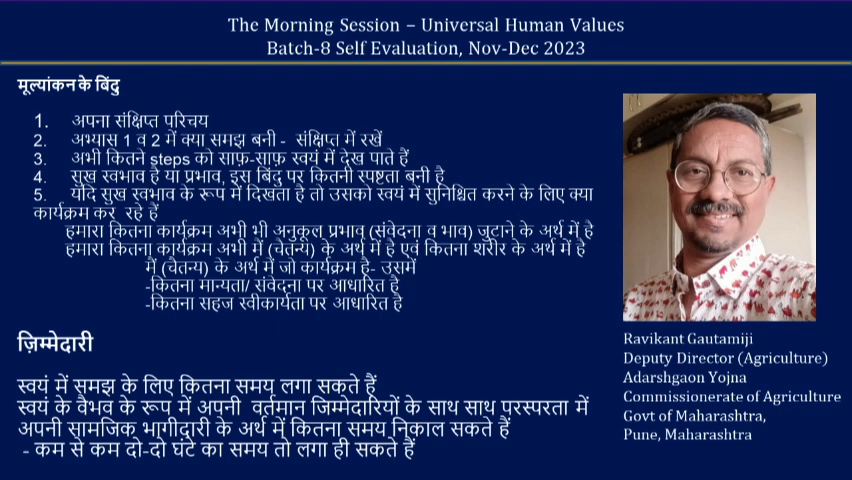 The Morning Session – Universal Human Values
Batch-8 Self Evaluation, Nov-Dec 2023
मूल्यांकन के बिंदु
1. अपना संक्षिप्त परिचय
2. अभ्यास 1 व 2 में क्या समझ बनी - संक्षिप्त में रखें
3. अभी कितने steps को साफ़-साफ़ स्वयं में देख पाते हैं
4. सुख स्वभाव है या प्रभाव, इस बिंदु पर कितनी स्पष्टता बनी है
5. यदि सुख स्वभाव के रूप में दिखता है तो उसको स्वयं में सुनिश्चित करने के लिए क्या
कार्यक्रम कर रहे हैं
हमारा कितना कार्यक्रम अभी भी अनुकूल प्रभाव (संवेदना व भाव) जुटाने के अर्थ में है
हमारा कितना कार्यक्रम अभी में (चैतन्य) के अर्थ में है एवं कितना शरीर के अर्थ में है
मैं (चैतन्य) के अर्थ में जो कार्यक्रम है- उसमें
-कितना मान्यता/ संवेदना पर आधारित है
-कितना सहज स्वीकार्यता पर आधारित है
ज़िम्मेदारी
स्वयं में समझ के लिए कितना समय लगा सकते हैं
स्वयं के वैभव के रूप में अपनी वर्तमान जिम्मेदारियों के साथ साथ परस्परता में
अपनी सामजिक भागीदारी के अर्थ में कितना समय निकाल सकते हैं
- कम से कम दो-दो घंटे का समय तो लगा ही सकते हैं
Ravikant Gautamiji
Deputy Director (Agriculture)
Adarshgaon Yojna
Commissionerate of Agriculture
Govt of Maharashtra,
Pune, Maharashtra